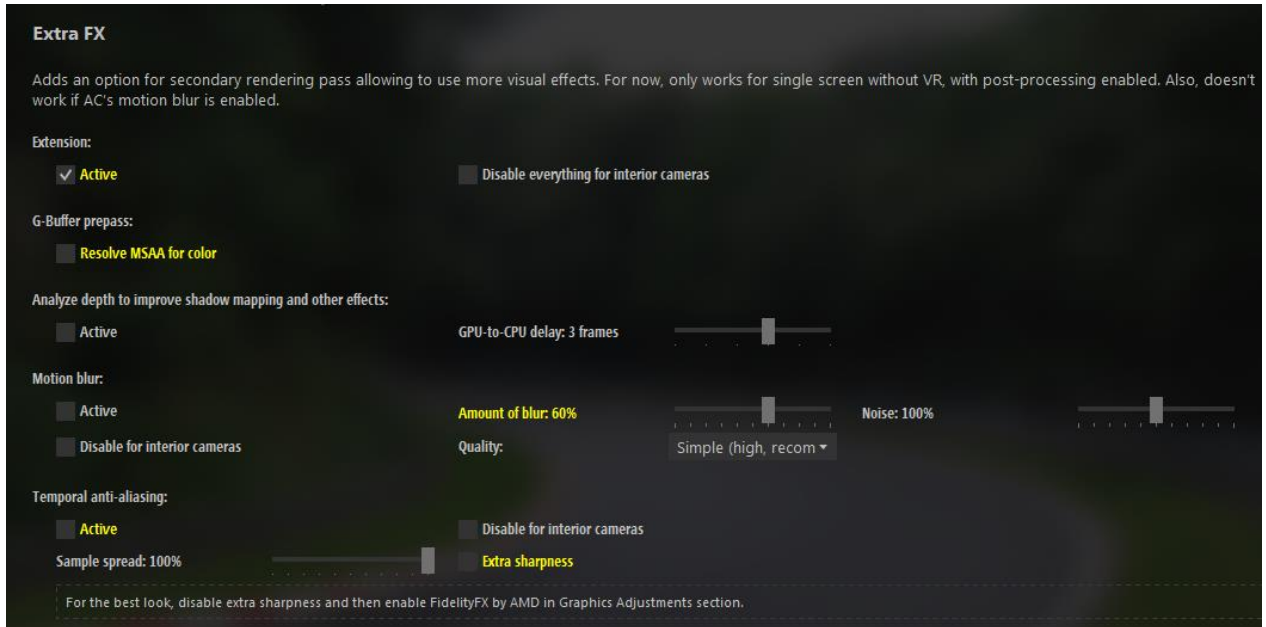 Extra FX
Adds an option for secondary rendering pass allowing to use more visual effects. For now, only works for single screen without VR, with post-processing enabled. Also, doesn't
work if AC's motion blur is enabled.
Extension:
Active Disable everything for interior cameras
G-Buffer prepass:
Resolve MSAA for color
Analyze depth to improve shadow mapping and other effects:
Active GPU-to-CPU delay: 3 frames
Motion blur:
Active Amount of blur: 60% Noise: 100%
Disable for interior cameras Quality: Simple (high, recom
Temporal anti-aliasing:
Active Disable for interior cameras
Sample spread: 100% Extra sharpness
For the best look, disable extra sharpness and then enable FidelityFX by AMD in Graphics Adjustments section.